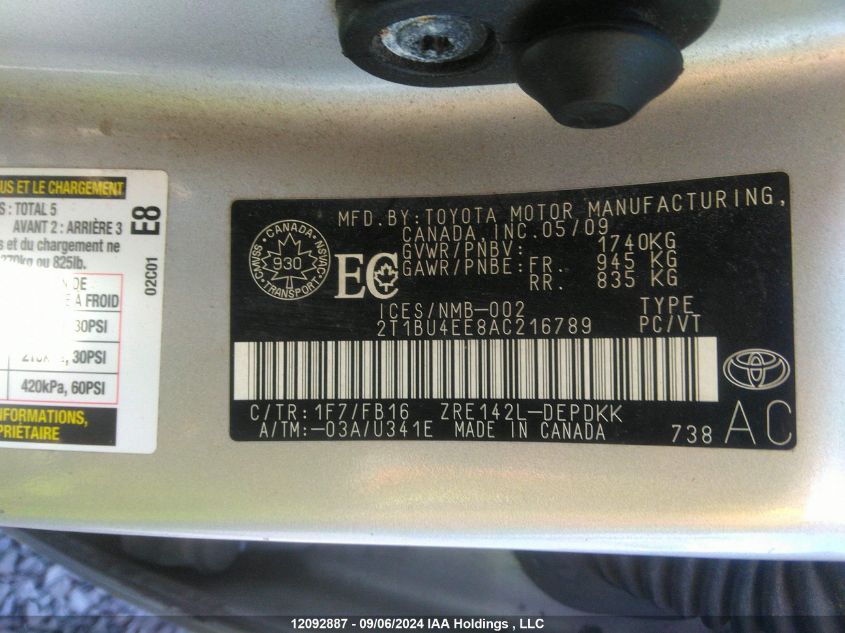 US ET LE CHARGEMENT
S : TOTAL 5
AVANT 2 : ARRIÈRE 3
s et du chargement ne
ou 825lb.
DE
À FROID
30PSI
30PSI
420kPa, 60PSI
INFORMATIONS,
PRIÉTAIRE
E8
02C01
MFD.BY:TOYOTA MOTOR MANUFACTURING,
CANADA,INC.05/09
GVWR/PNBV: 1740KG
GAWR/PNBE: FR. 945 KG
RR. 835 KG
CANADA
CMVSS NSVAC
930
TRANSPORT
EC
ICES/NMB-002
TYPE
2T1BU4EE8AC216789
PC/VT
C/TR:1F7/FB16 ZRE142L-DEPDKK
A/TM:-03A/U341E MADE IN CANADA
738 AC
12092887 - 09/06/2024 IAA Holdings , LLC